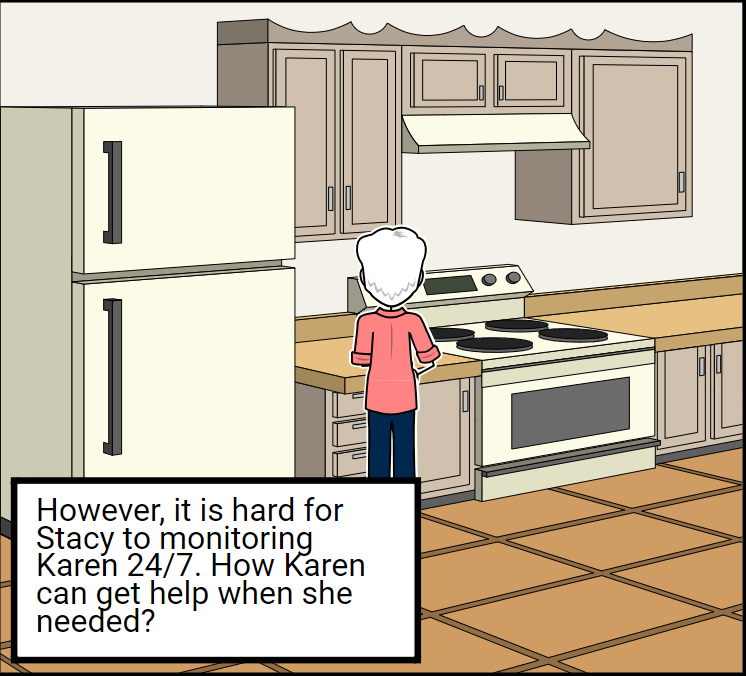 However, it is hard for
Stacy to monitoring
Karen 24/7. How Karen
can get help when she
needed?